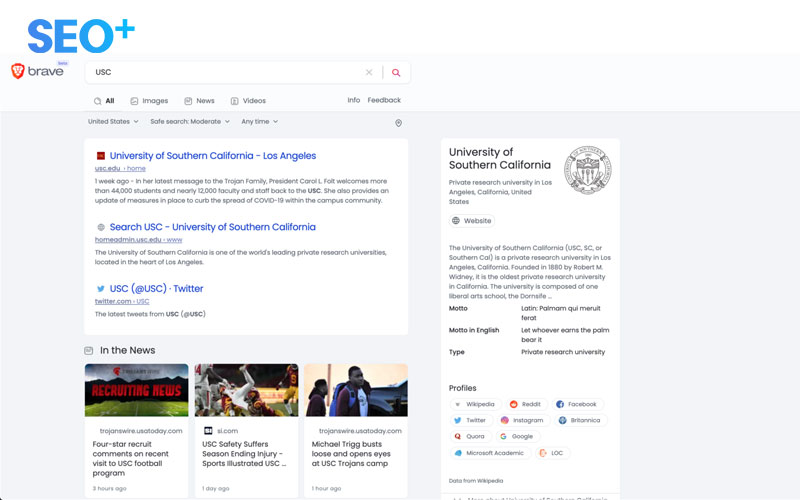 SEO+
brave
beta
USC
All
Images
News
Videos
Info
Feedback
United States
Safe search: Moderate
Any time
University of Southern California - Los Angeles
usc.edu › home
1 week ago - In her latest message to the Trojan Family, President Carol L. Folt welcomes more
than 44,000 students and nearly 12,000 faculty and staff back to the USC. She also provides an
update of measures in place to curb the spread of COVID-19 within the campus community.
Search USC - University of Southern California
homeadmin.usc.edu › www
The University of Southern California is one of the world's leading private research universities,
located in the heart of Los Angeles.
USC (@USC) · Twitter
twitter.com › USC
The latest tweets from USC (@USC)
In the News
RECRUITING NEWS
trojanswire.usatoday.com
Four-star recruit
comments on recent
visit to USC football
program
3 hours ago
si.com
USC Safety Suffers
Season Ending Injury -
Sports Illustrated USC ...
1 day ago
trojanswire.usatoday.com
Michael Trigg busts
loose and opens eyes
at USC Trojans camp
1 hour ago
University of
Southern California
Private research university in Los
Angeles, California, United
States
Website
The University of Southern California (USC, SC, or
Southern Cal) is a private research university in Los
Angeles, California. Founded in 1880 by Robert M.
Widney, it is the oldest private research university
in California. The university is composed of one
liberal arts school, the Dornsife ...
Motto
Latin: Palmam qui meruit
ferat
Motto in English
Let whoever earns the palm
bear it
Type
Private research university
Profiles
Wikipedia
Reddit
Facebook
Twitter
Instagram
Britannica
Quora
Google
Microsoft Academic
LOC
Data from Wikipedia